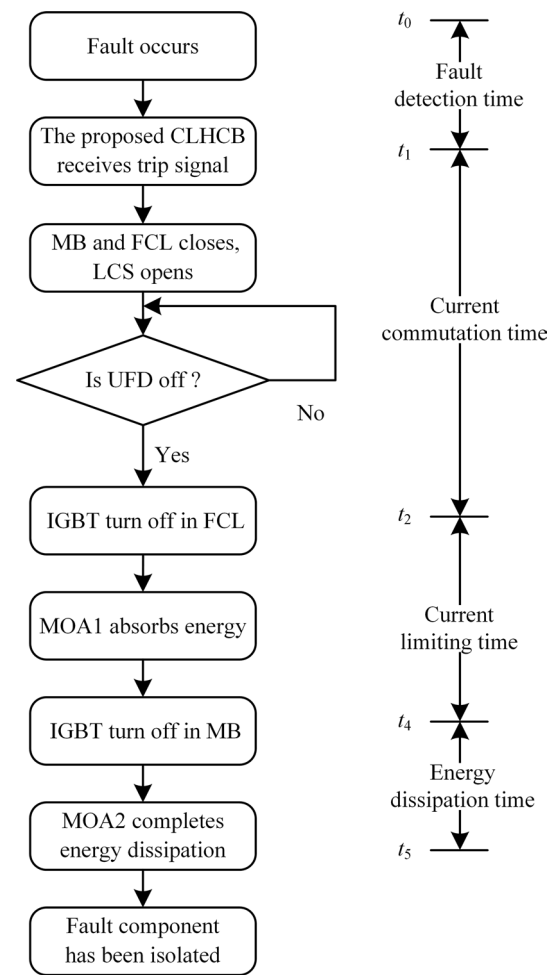 Fault occurs
The proposed CLHCB
receives trip signal
MB and FCL closes,
LCS opens
Is UFD off ?
No
Yes
IGBT turn off in FCL
MOA1 absorbs energy
IGBT turn off in MB
MOA2 completes
energy dissipation
Fault component
has been isolated
t0
Fault
detection time
t1
Current
commutation time
t2
Current
limiting time
t4
Energy
dissipation time
t5